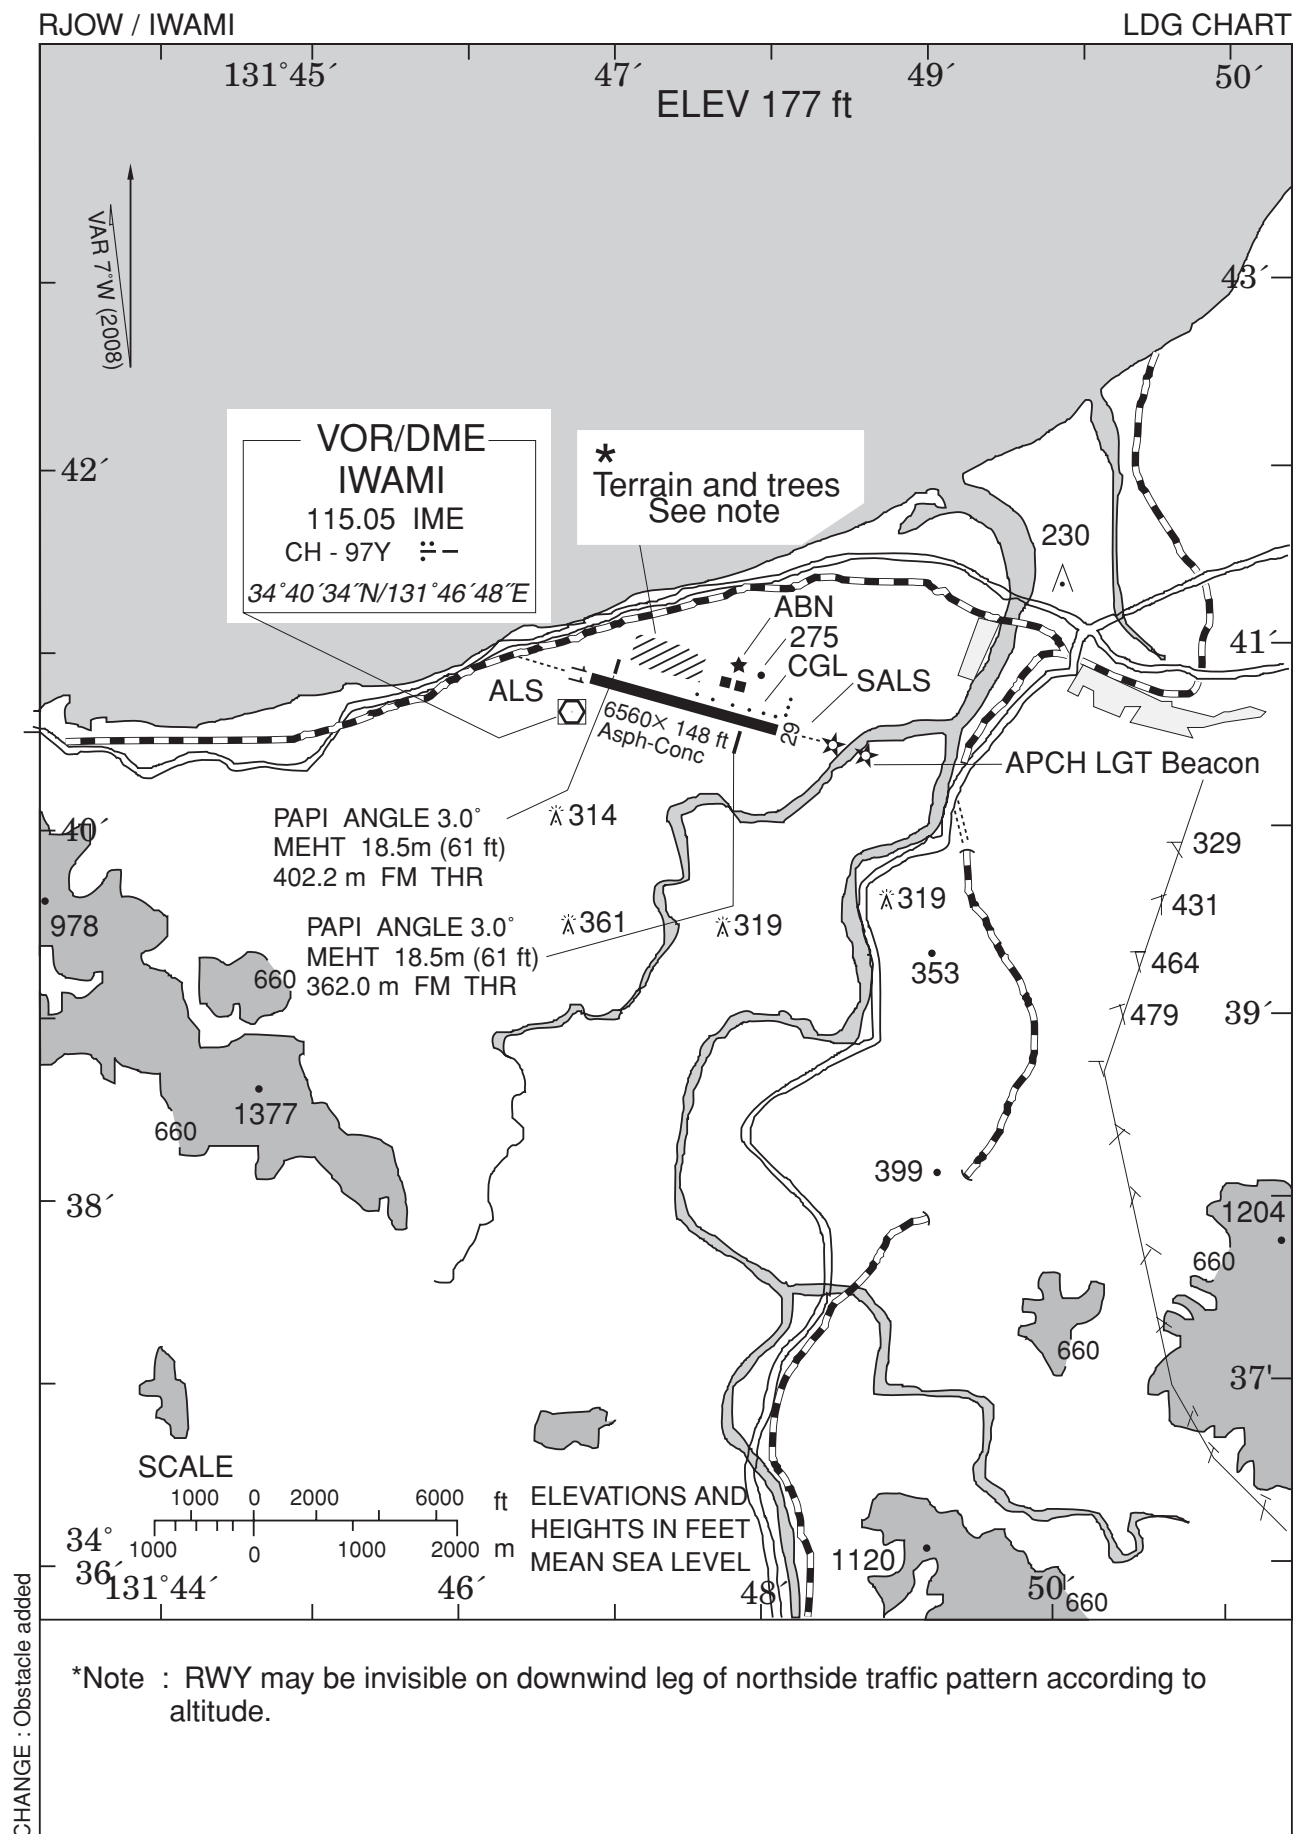 RJOW / IWAMI
LDG CHART
131°45′
47′
49′
50′
ELEV 177 ft
VAR 7°W (2008)
43′
VOR/DME
IWAMI
115.05 IME
CH - 97Y
34°40′34″N/131°46′48″E
*
Terrain and trees
See note
42′
230
ABN
275
CGL
SALS
41′
ALS
6560× 148 ft
Asph-Conc
29
APCH LGT Beacon
PAPI ANGLE 3.0°
MEHT 18.5m (61 ft)
402.2 m FM THR
314
40′
329
319
431
978
PAPI ANGLE 3.0°
MEHT 18.5m (61 ft)
362.0 m FM THR
361
319
353
464
660
479
39′
1377
660
399
38′
1204
660
660
37'
SCALE
1000 0 2000 6000 ft
1000 0 1000 2000 m
ELEVATIONS AND
HEIGHTS IN FEET
MEAN SEA LEVEL
34°
36′
131°44′
46′
48′
1120
50′
660
*Note : RWY may be invisible on downwind leg of northside traffic pattern according to
altitude.
CHANGE : Obstacle added